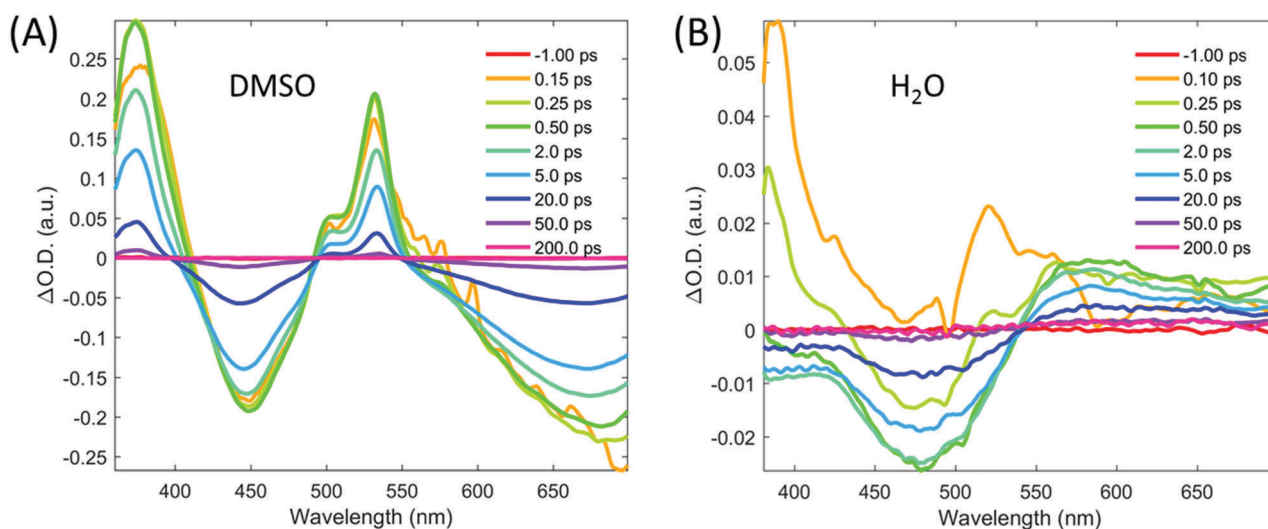 (A)
DMSO
-1.00 ps
0.15 ps
0.25 ps
0.50 ps
2.0 ps
5.0 ps
20.0 ps
50.0 ps
200.0 ps
0.25
0.2
0.15
0.1
0.05
0
-0.05
-0.1
-0.15
-0.2
-0.25
ΔO.D. (a.u.)
400 450 500 550 600 650
Wavelength (nm)
(B)
H₂O
-1.00 ps
0.10 ps
0.25 ps
0.50 ps
2.0 ps
5.0 ps
20.0 ps
50.0 ps
200.0 ps
0.05
0.04
0.03
0.02
0.01
0
-0.01
-0.02
ΔO.D. (a.u.)
400 450 500 550 600 650
Wavelength (nm)